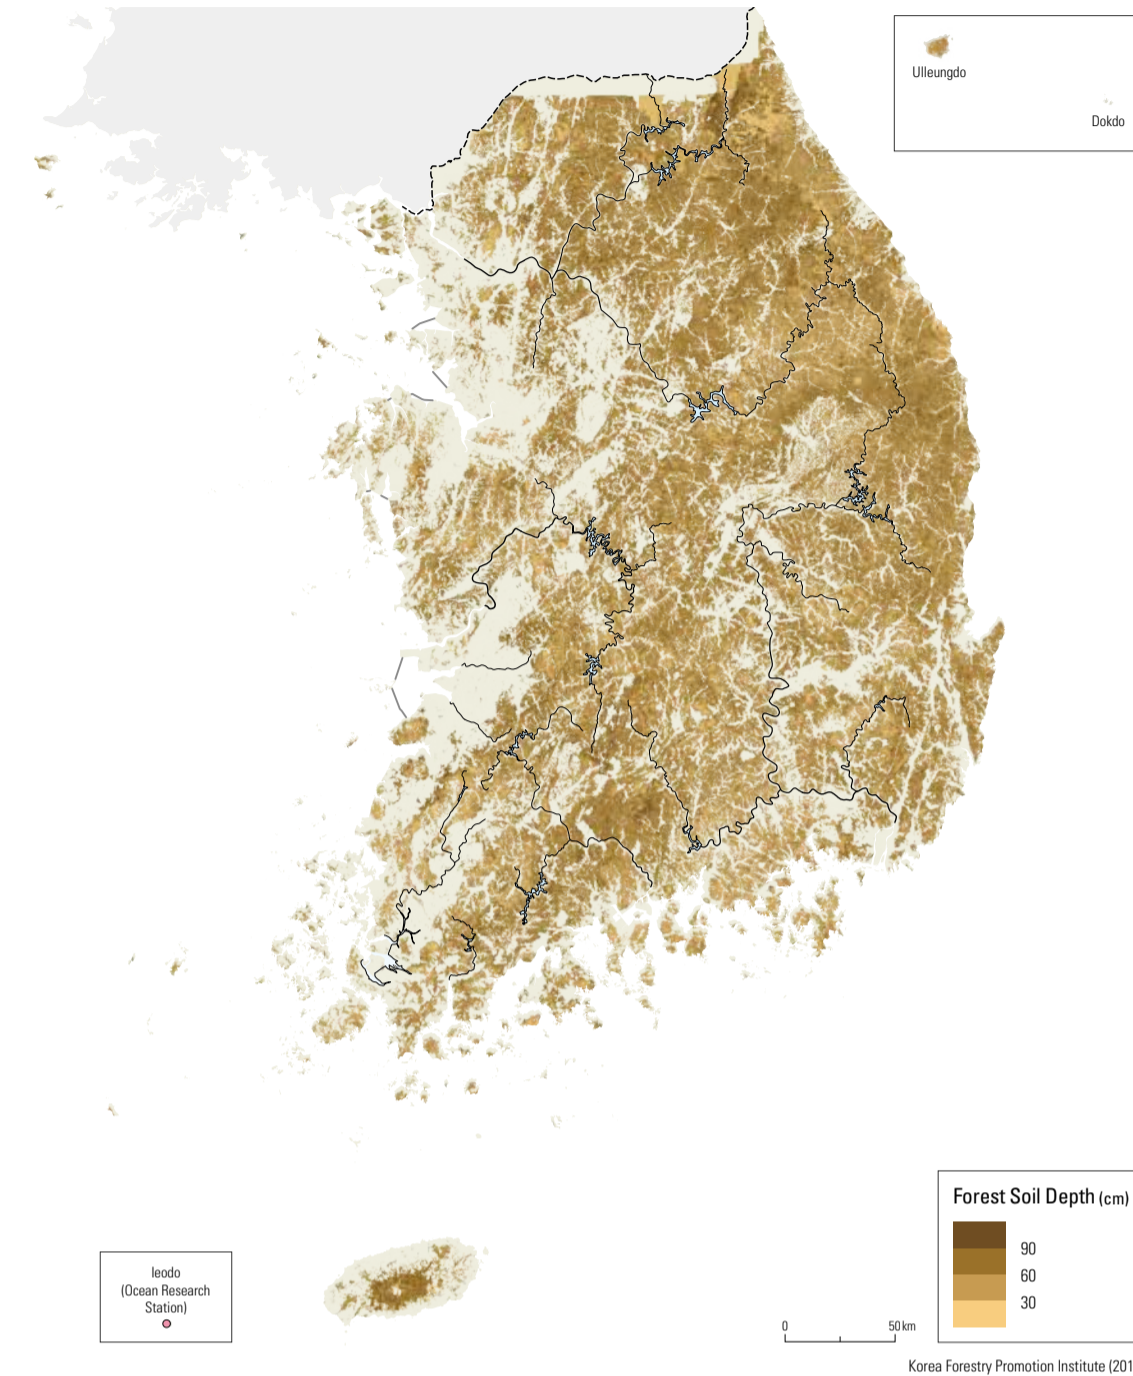 Ulleungdo
Dokdo
Forest Soil Depth (cm)
90
60
30
Ieodo
(Ocean Research
Station)
0
50 km
Korea Forestry Promotion Institute (201